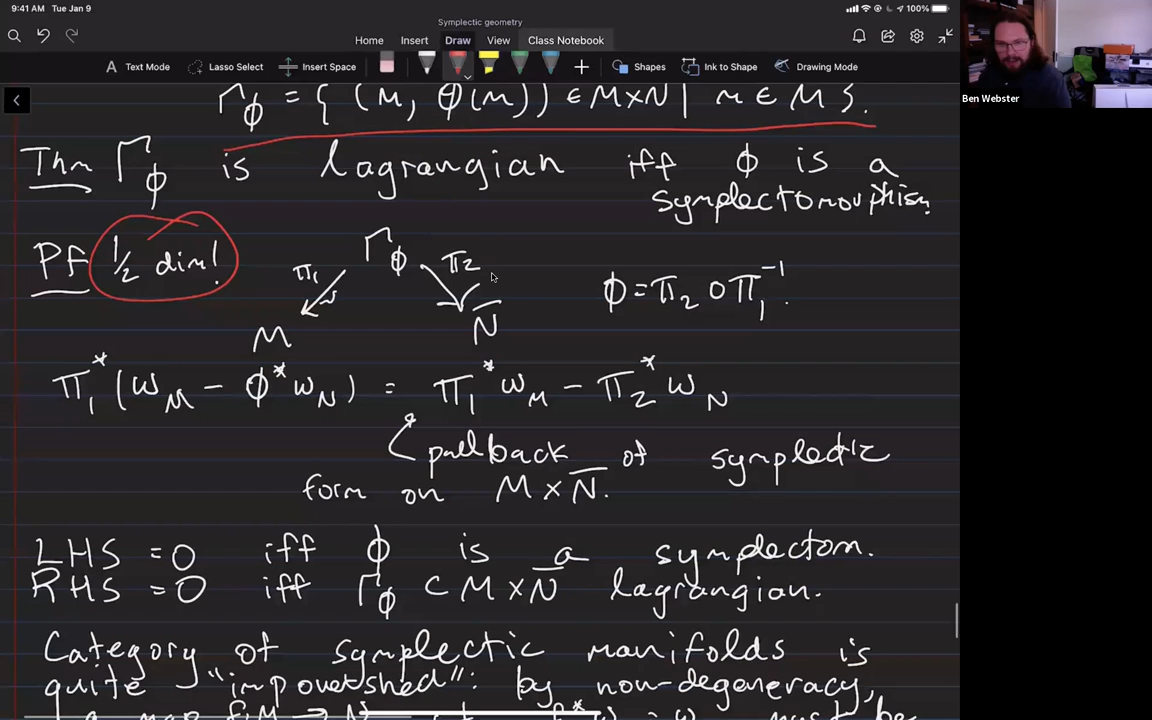 9:41 AM Tue Jan 9
100%
Symplectic geometry
Home Insert Draw View Class Notebook
Text Mode Lasso Select Insert Space Shapes Ink to Shape Drawing Mode
Ben Webster
Γ_ϕ = { (m, ϕ(m)) ∈ M×N | m ∈ M }.
Thm Γ_ϕ is lagrangian iff ϕ is a
symplectomorphism.
Pf ½ dim!
Γ_ϕ
π₁ ~ π₂
M N̅
ϕ = π₂ ∘ π₁⁻¹.
π₁*(ω_M − ϕ*ω_N) = π₁*ω_M − π₂*ω_N
pullback of symplectic
form on M × N̅.
LHS = 0 iff ϕ is a symplectom.
RHS = 0 iff Γ_ϕ ⊂ M × N̅ lagrangian.
Category of symplectic manifolds is
quite "impoverished": by non-degeneracy,
a map f: M → N must be